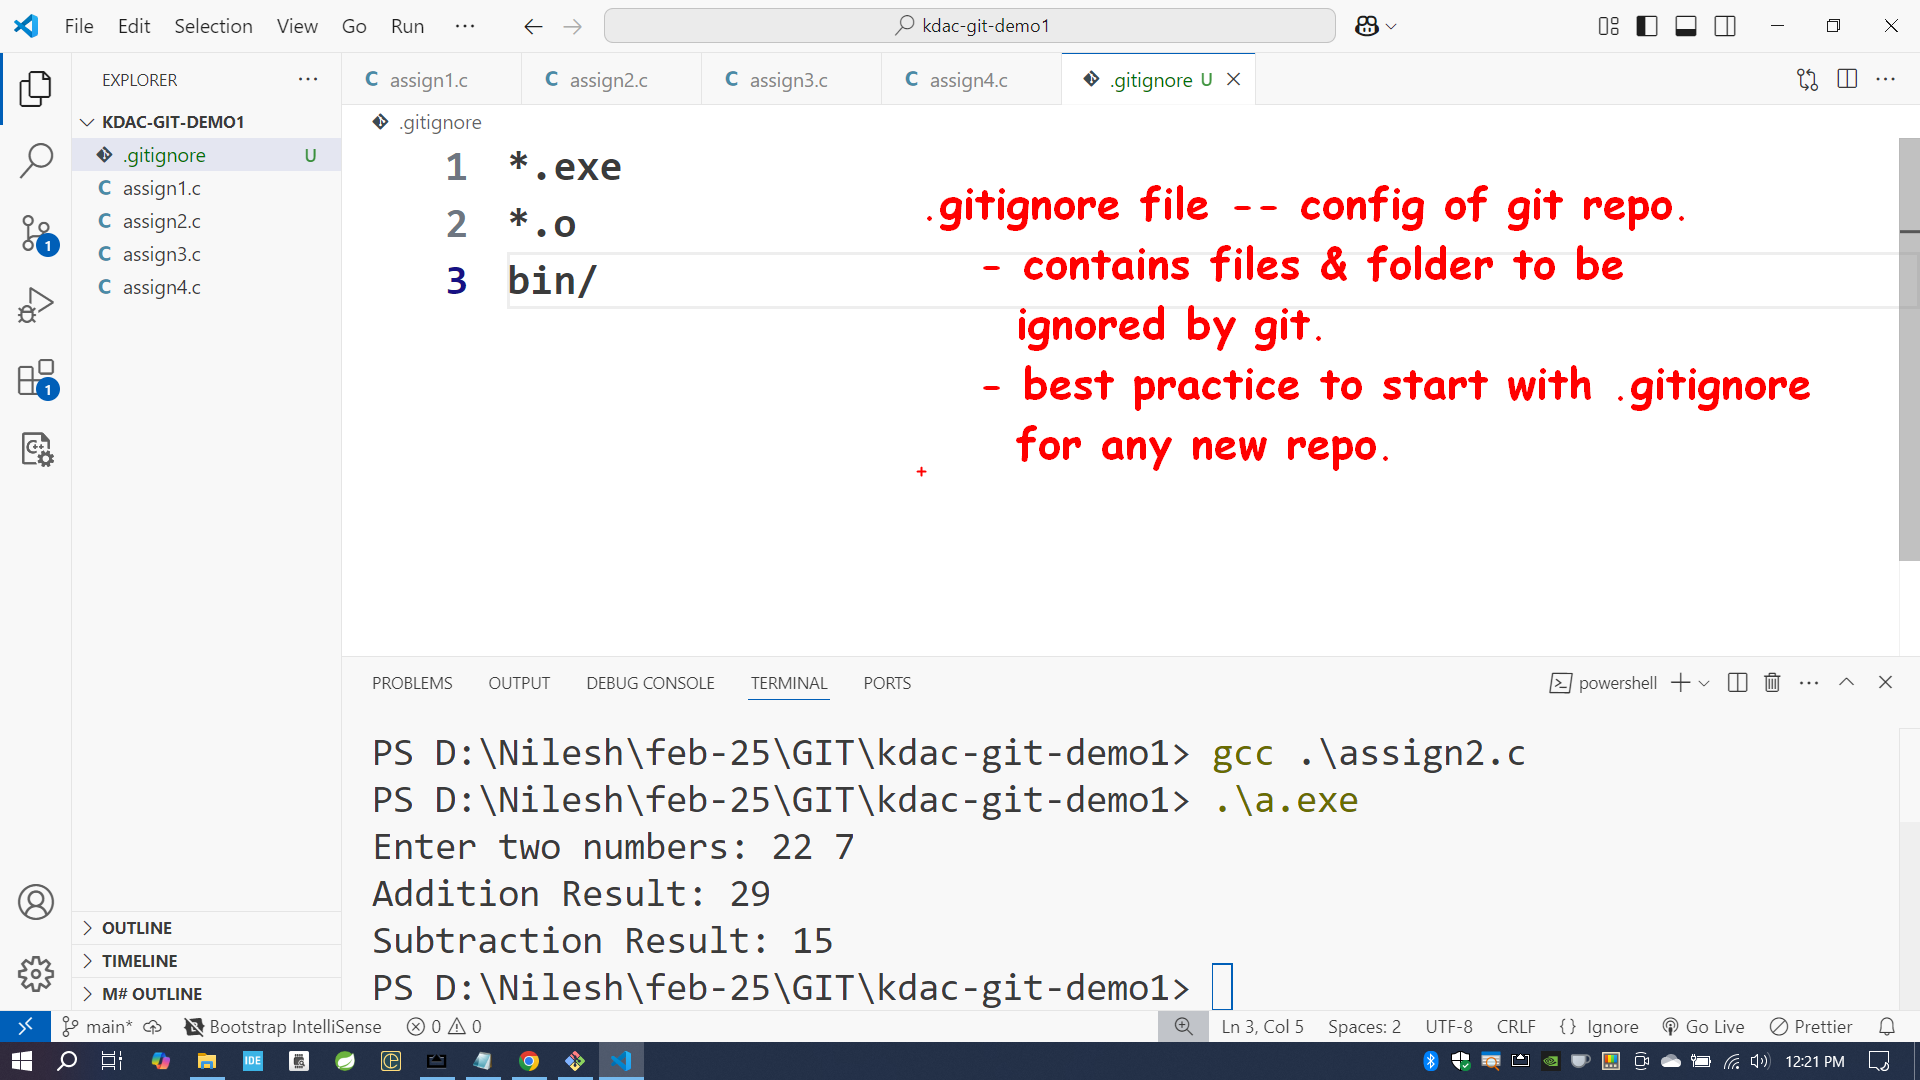 File Edit Selection View Go Run ··· kdac-git-demo1
EXPLORER ···
assign1.c assign2.c assign3.c assign4.c .gitignore U
KDAC-GIT-DEMO1
.gitignore
.gitignore U
C assign1.c
C assign2.c
C assign3.c
C assign4.c
1 *.exe
2 *.o
3 bin/
.gitignore file -- config of git repo.
- contains files & folder to be
ignored by git.
- best practice to start with .gitignore
for any new repo.
1
1
PROBLEMS OUTPUT DEBUG CONSOLE TERMINAL PORTS powershell
PS D:\Nilesh\feb-25\GIT\kdac-git-demo1> gcc .\assign2.c
PS D:\Nilesh\feb-25\GIT\kdac-git-demo1> .\a.exe
Enter two numbers: 22 7
Addition Result: 29
Subtraction Result: 15
PS D:\Nilesh\feb-25\GIT\kdac-git-demo1>
OUTLINE
TIMELINE
M# OUTLINE
main* Bootstrap IntelliSense 0 0 Ln 3, Col 5 Spaces: 2 UTF-8 CRLF {} Ignore Go Live Prettier
IDE 12:21 PM